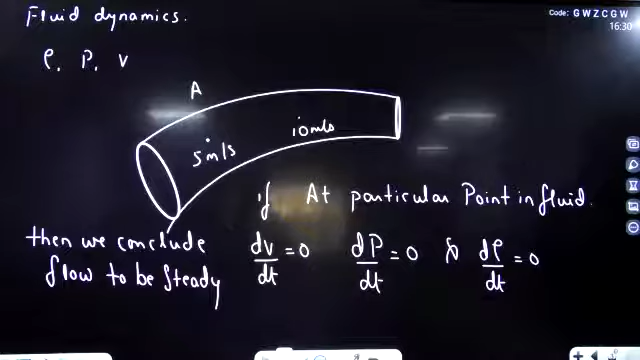 Fluid dynamics.
Code: GWZCGW
16:30
ρ, P, v
A
5m/s
10m/s
if At particular Point in fluid.
then we conclude flow to be steady
dv/dt = 0 dP/dt = 0 & dρ/dt = 0